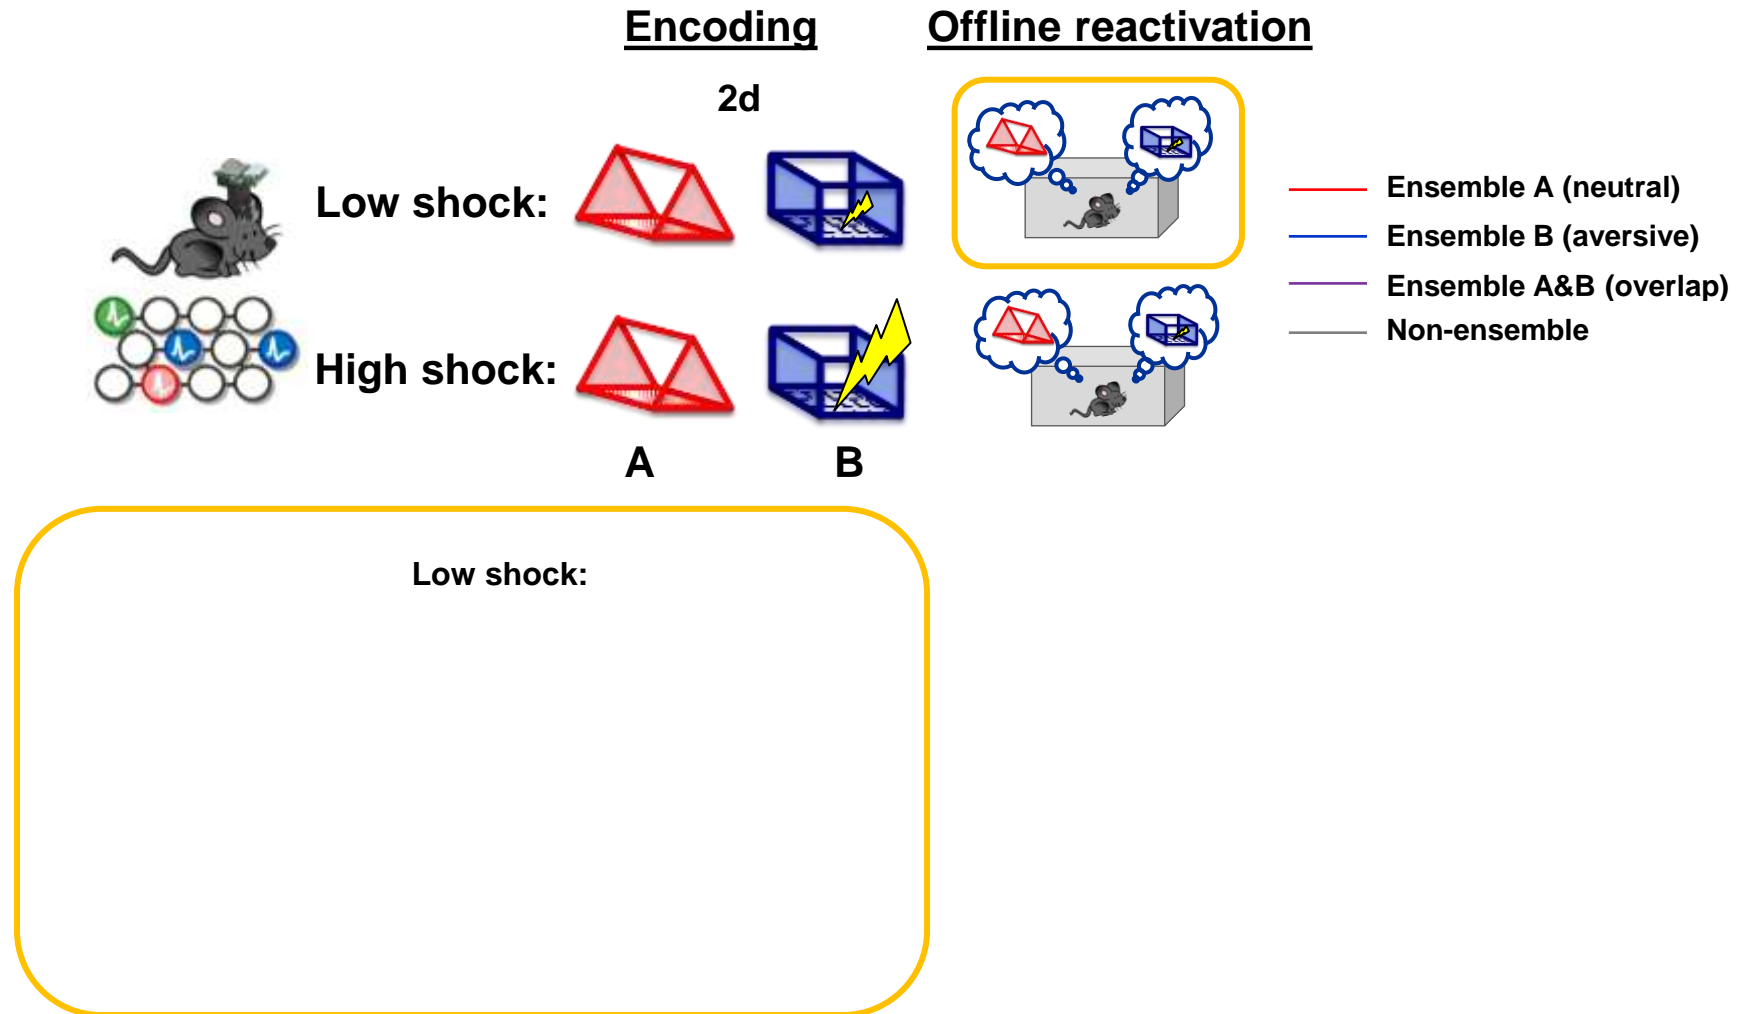 Encoding
Offline reactivation
2d
Low shock:
High shock:
A
B
Ensemble A (neutral)
Ensemble B (aversive)
Ensemble A&B (overlap)
Non-ensemble
Low shock: